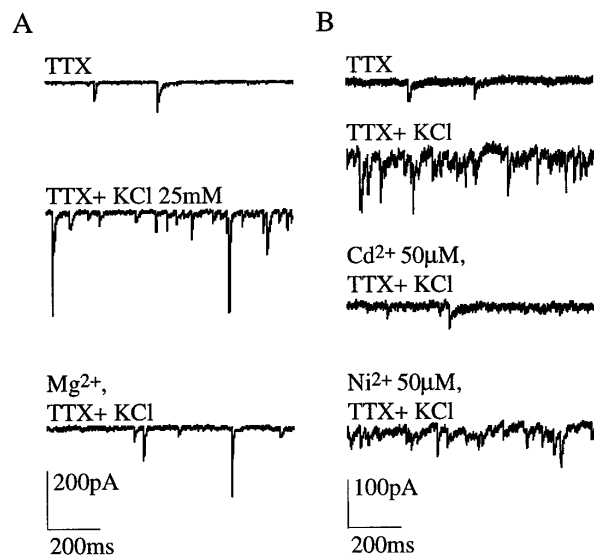 A
TTX
TTX+ KCl 25mM
Mg²⁺,
TTX+ KCl
200pA
200ms
B
TTX
TTX+ KCl
Cd²⁺ 50μM,
TTX+ KCl
Ni²⁺ 50μM,
TTX+ KCl
100pA
200ms